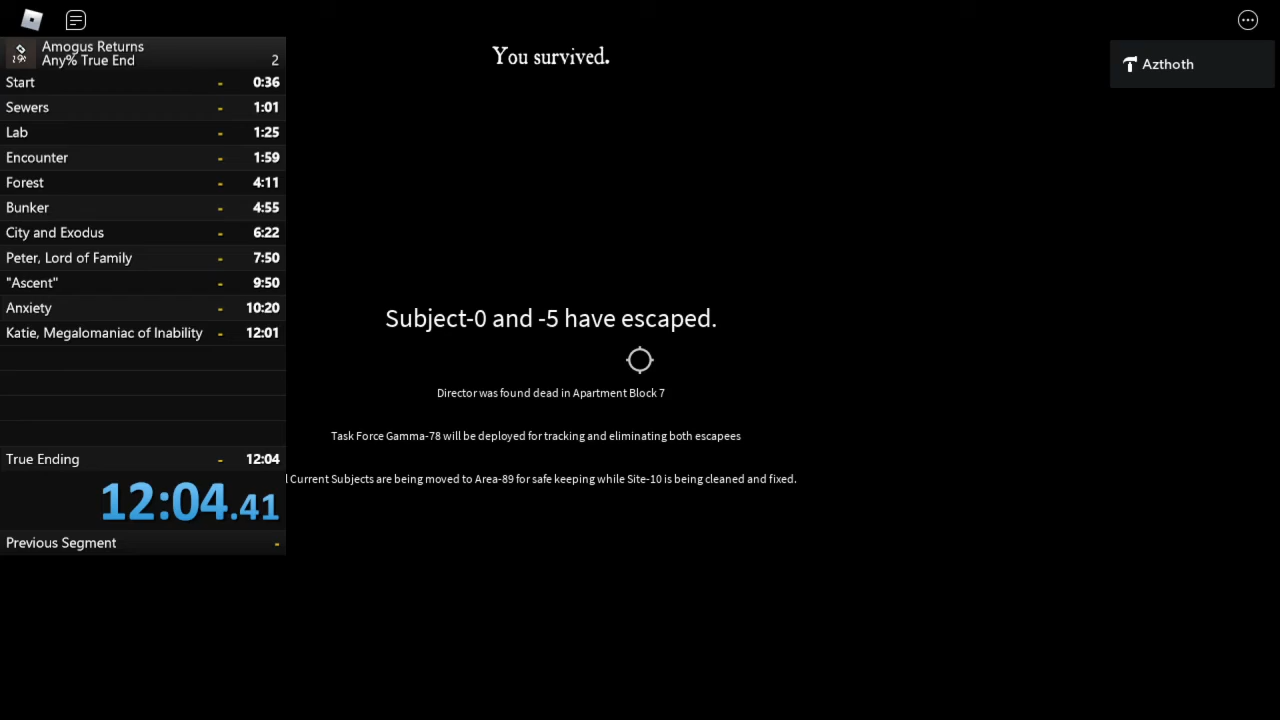 You survived.
Azthoth
Amogus Returns
Any% True End 2
Start - 0:36
Sewers - 1:01
Lab - 1:25
Encounter - 1:59
Forest - 4:11
Bunker - 4:55
City and Exodus - 6:22
Peter, Lord of Family - 7:50
"Ascent" - 9:50
Anxiety - 10:20
Katie, Megalomaniac of Inability - 12:01
True Ending - 12:04
12:04.41
Previous Segment -
Subject-0 and -5 have escaped.
Director was found dead in Apartment Block 7
Task Force Gamma-78 will be deployed for tracking and eliminating both escapees
Current Subjects are being moved to Area-89 for safe keeping while Site-10 is being cleaned and fixed.